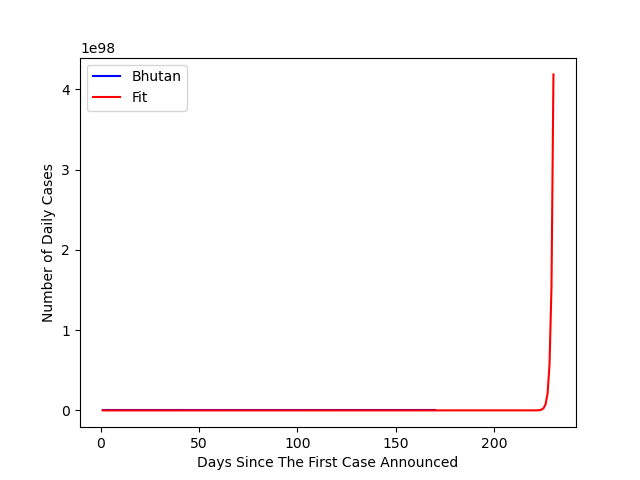 1e98
Bhutan
Fit
4
3
2
1
0
Number of Daily Cases
0 50 100 150 200
Days Since The First Case Announced